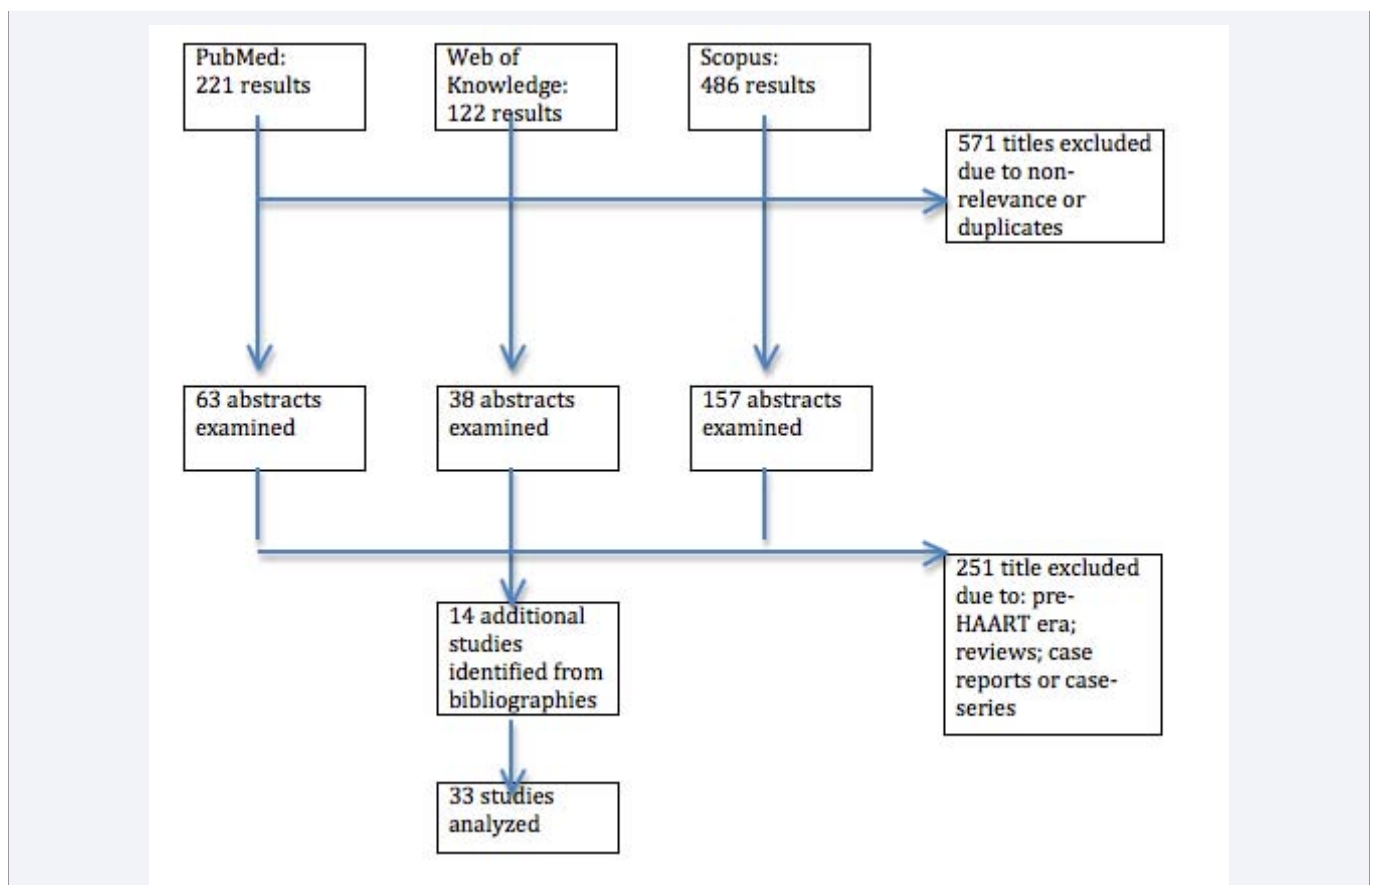 PubMed:
221 results
Web of
Knowledge:
122 results
Scopus:
486 results
571 titles excluded
due to non-
relevance or
duplicates
63 abstracts
examined
38 abstracts
examined
157 abstracts
examined
251 title excluded
due to: pre-
HAART era;
reviews; case
reports or case-
series
14 additional
studies
identified from
bibliographies
33 studies
analyzed